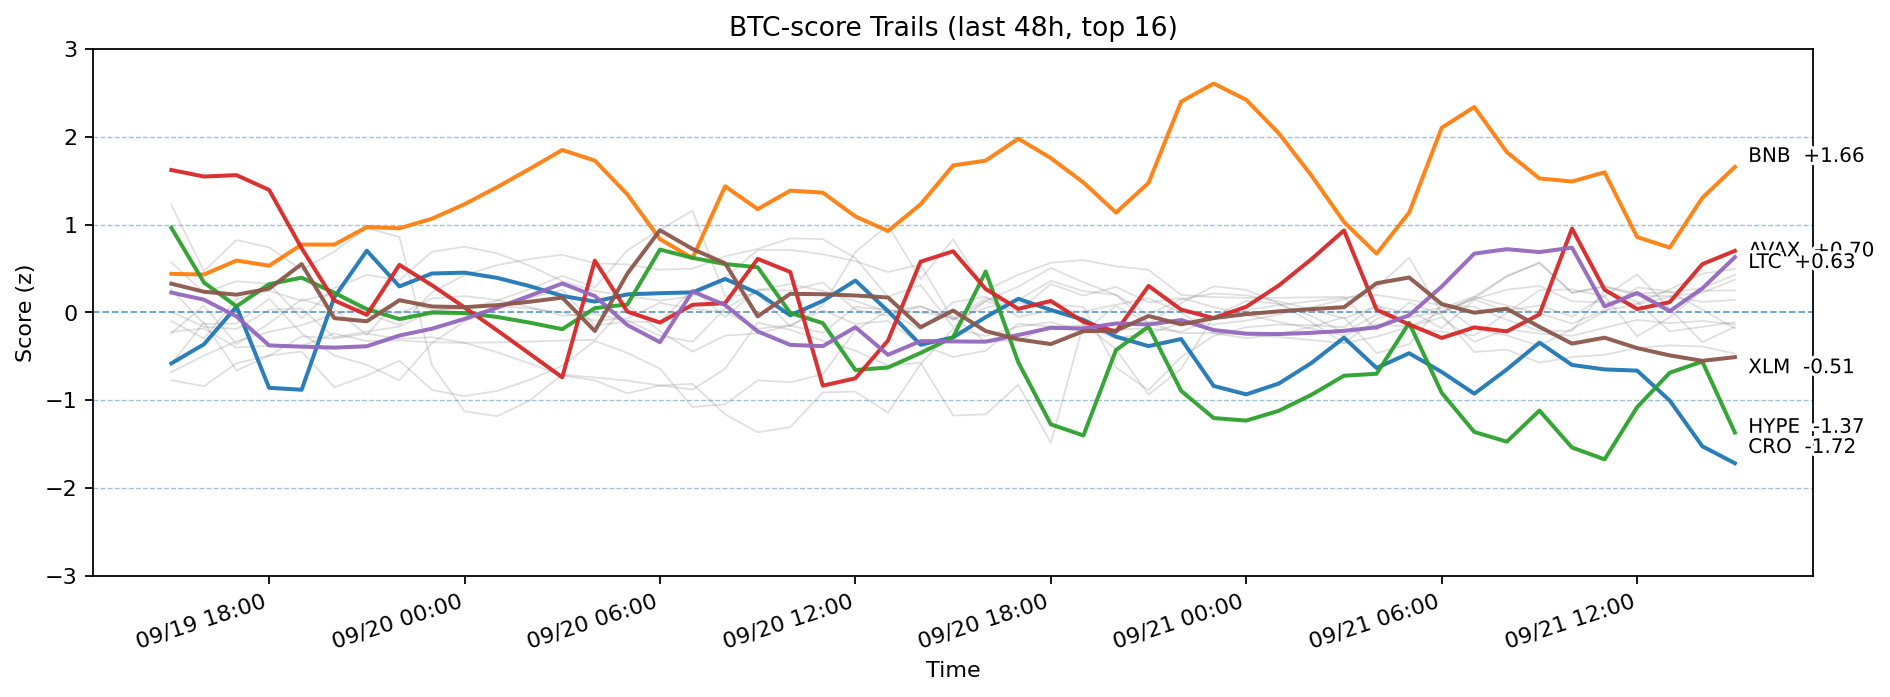 BTC-score Trails (last 48h, top 16)
3
2
1
0
−1
−2
−3
Score (z)
BNB +1.66
AVAX +0.70
LTC +0.63
XLM -0.51
HYPE -1.37
CRO -1.72
09/19 18:00
09/20 00:00
09/20 06:00
09/20 12:00
09/20 18:00
09/21 00:00
09/21 06:00
09/21 12:00
Time